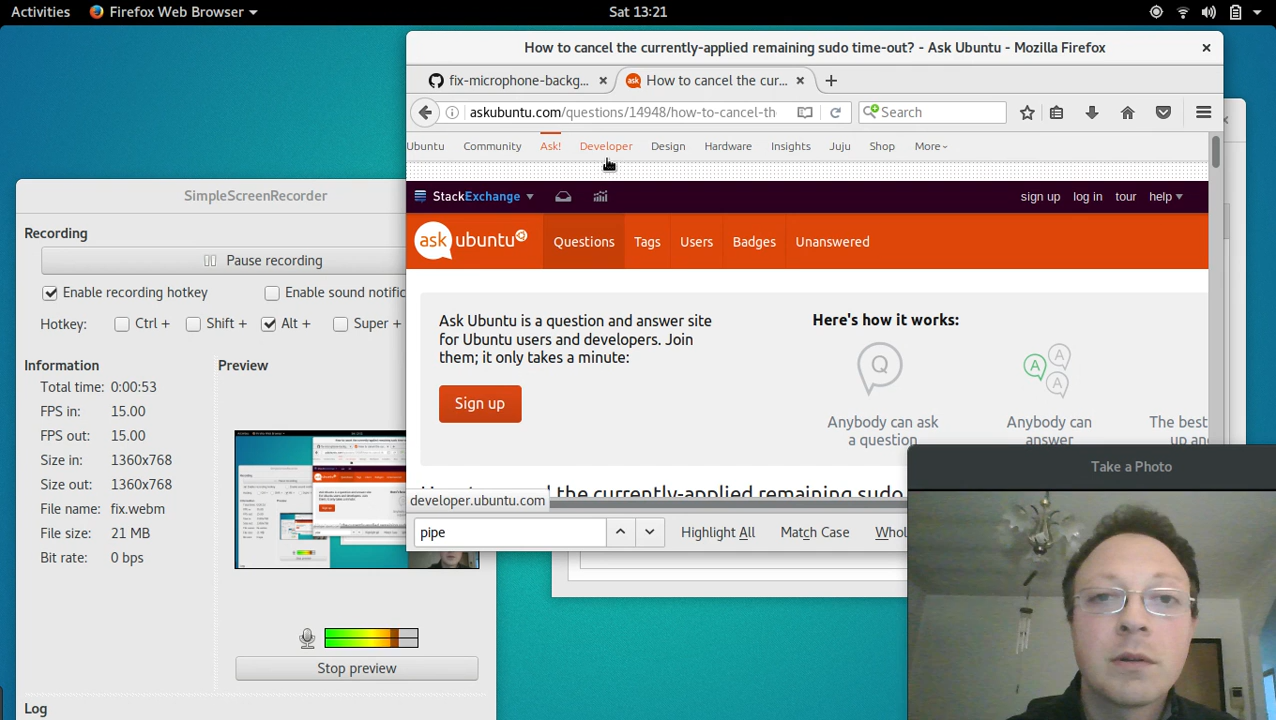 Activities Firefox Web Browser Sat 13:21
How to cancel the currently-applied remaining sudo time-out? - Ask Ubuntu - Mozilla Firefox
fix-microphone-backg... How to cancel the cur...
askubuntu.com/questions/14948/how-to-cancel-th Search
Ubuntu Community Ask! Developer Design Hardware Insights Juju Shop More
StackExchange sign up log in tour help
ask ubuntu Questions Tags Users Badges Unanswered
Ask Ubuntu is a question and answer site
for Ubuntu users and developers. Join
them; it only takes a minute:
Sign up
Here's how it works:
Q
A
A
A
Anybody can ask
a question
Anybody can
answer
The best
up and
the currently-applied remaining sudo
developer.ubuntu.com
pipe Highlight All Match Case Whol
SimpleScreenRecorder
Recording
Pause recording
Enable recording hotkey Enable sound notific
Hotkey: Ctrl + Shift + Alt + Super +
Information
Total time: 0:00:53
FPS in: 15.00
FPS out: 15.00
Size in: 1360x768
Size out: 1360x768
File name: fix.webm
File size: 21 MB
Bit rate: 0 bps
Preview
Stop preview
Log
Take a Photo